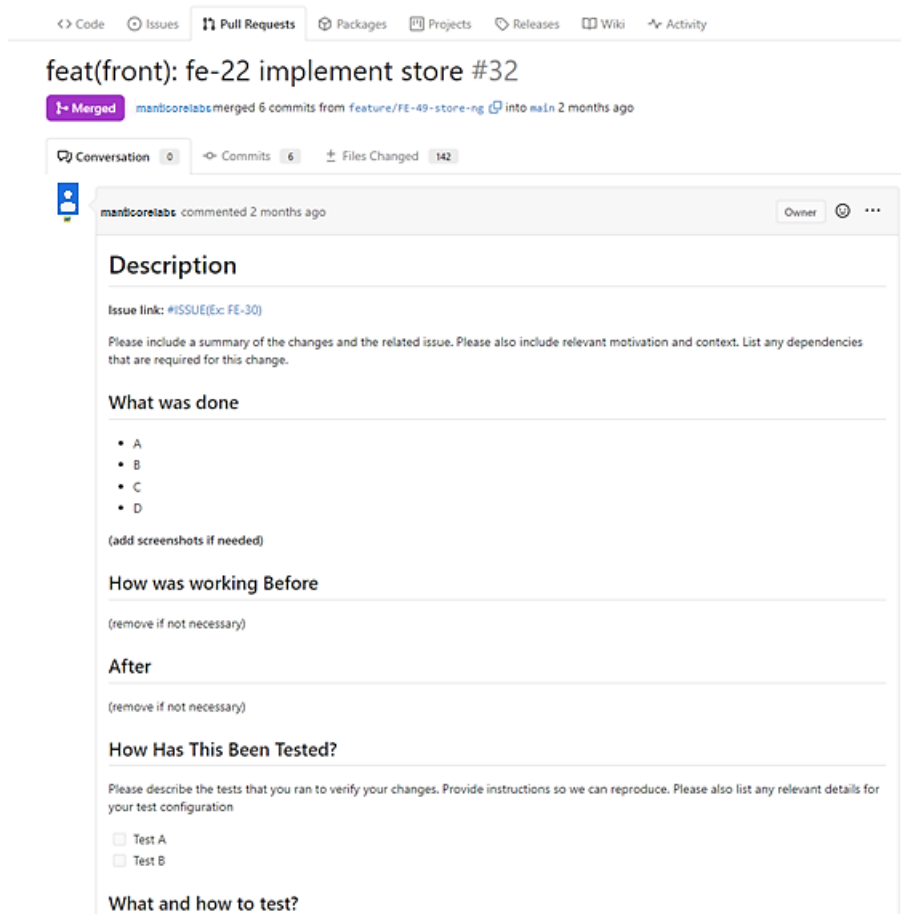 Code Issues Pull Requests Packages Projects Releases Wiki Activity
feat(front): fe-22 implement store #32
Merged manticorelabs merged 6 commits from feature/FE-49-store-ng into main 2 months ago
Conversation 0 Commits 6 Files Changed 142
manticorelabs commented 2 months ago Owner
Description
Issue link: #ISSUE(Ex: FE-30)
Please include a summary of the changes and the related issue. Please also include relevant motivation and context. List any dependencies
that are required for this change.
What was done
• A
• B
• C
• D
(add screenshots if needed)
How was working Before
(remove if not necessary)
After
(remove if not necessary)
How Has This Been Tested?
Please describe the tests that you ran to verify your changes. Provide instructions so we can reproduce. Please also list any relevant details for
your test configuration
Test A
Test B
What and how to test?